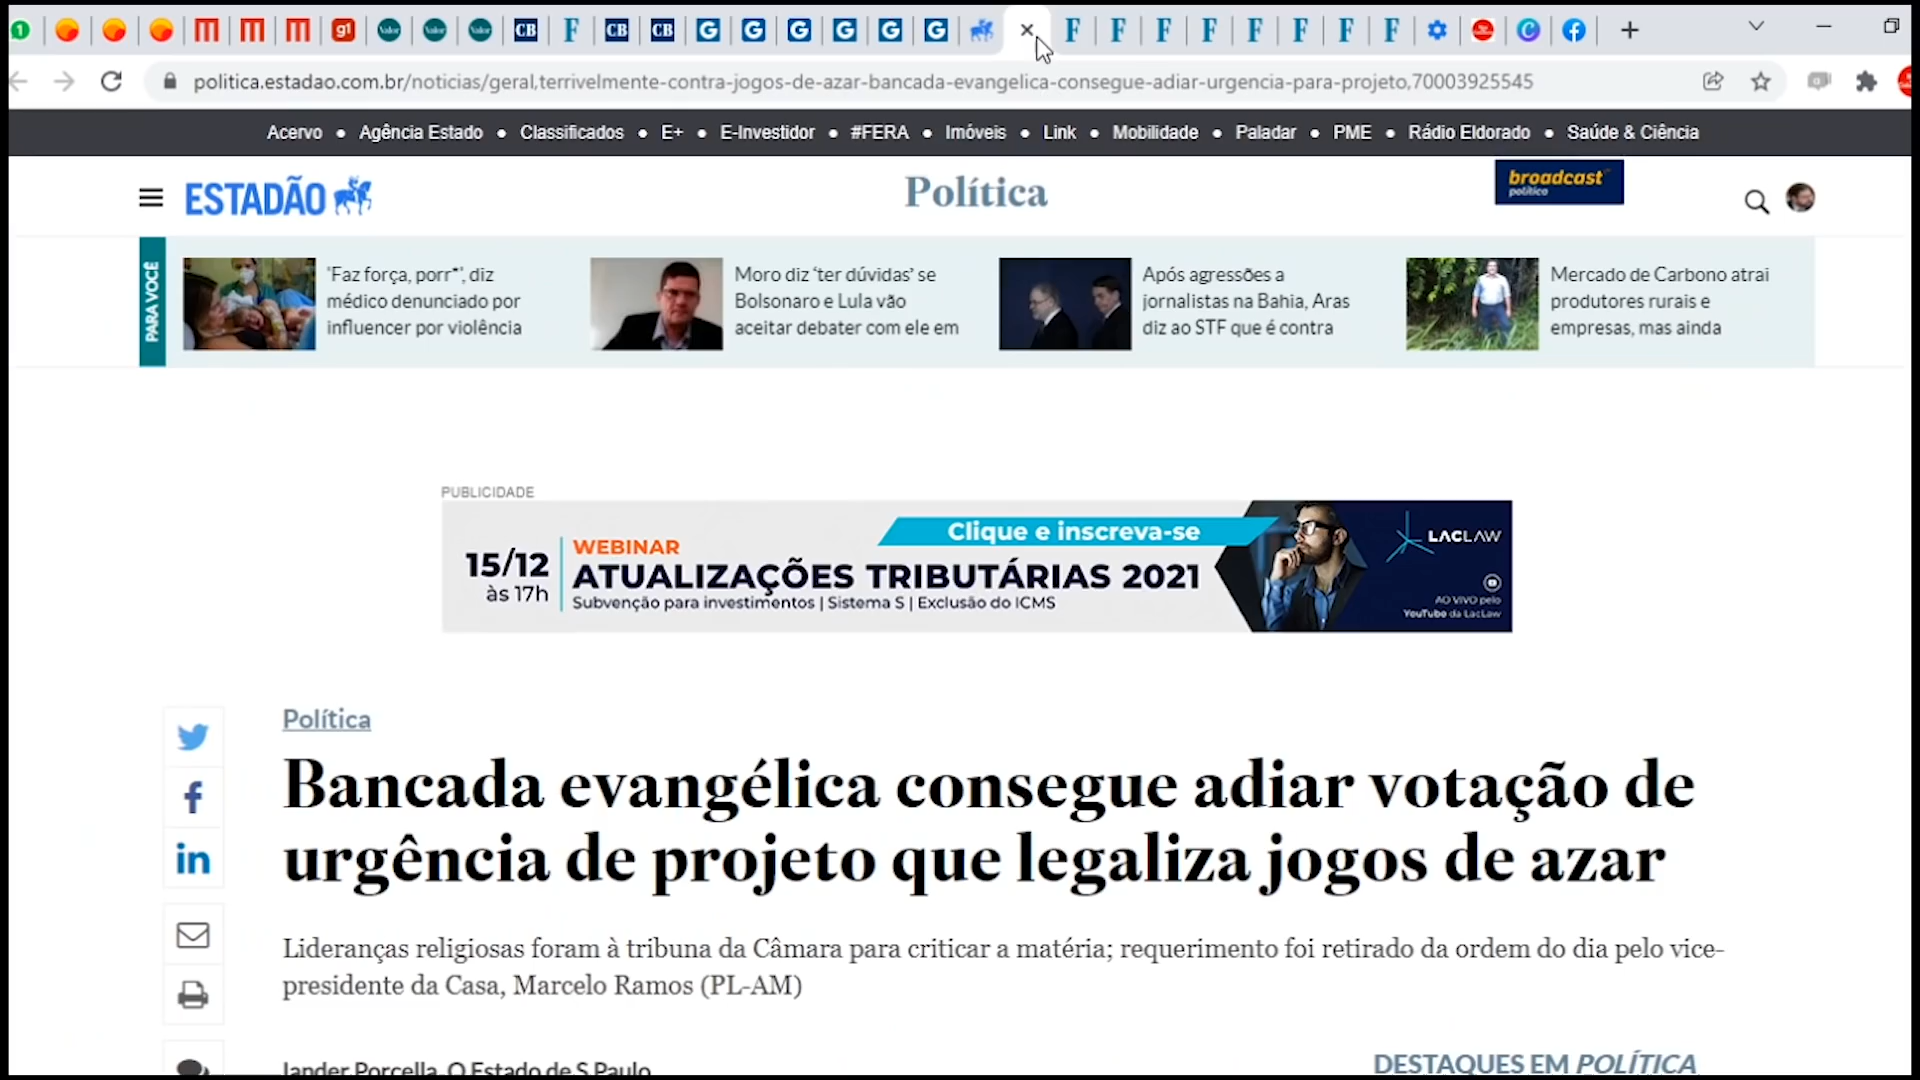 1
g1
Valor
Valor
Valor
CB
F
CB
CB
G
G
G
G
G
G
F
F
F
F
F
F
F
F
politica.estadao.com.br/noticias/geral,terrivelmente-contra-jogos-de-azar-bancada-evangelica-consegue-adiar-urgencia-para-projeto,70003925545
Acervo • Agência Estado • Classificados • E+ • E-Investidor • #FERA • Imóveis • Link • Mobilidade • Paladar • PME • Rádio Eldorado • Saúde & Ciência
ESTADÃO
Política
broadcast
político
PARA VOCÊ
'Faz força, porr*', diz
médico denunciado por
influencer por violência
Moro diz 'ter dúvidas' se
Bolsonaro e Lula vão
aceitar debater com ele em
Após agressões a
jornalistas na Bahia, Aras
diz ao STF que é contra
Mercado de Carbono atrai
produtores rurais e
empresas, mas ainda
PUBLICIDADE
Clique e inscreva-se
15/12
às 17h
WEBINAR
ATUALIZAÇÕES TRIBUTÁRIAS 2021
Subvenção para investimentos | Sistema S | Exclusão do ICMS
LACLAW
AO VIVO pelo
YouTube da LacLaw
Política
Bancada evangélica consegue adiar votação de
urgência de projeto que legaliza jogos de azar
Lideranças religiosas foram à tribuna da Câmara para criticar a matéria; requerimento foi retirado da ordem do dia pelo vice-
presidente da Casa, Marcelo Ramos (PL-AM)
Iander Porcella, O Estado de S.Paulo
DESTAQUES EM POLÍTICA